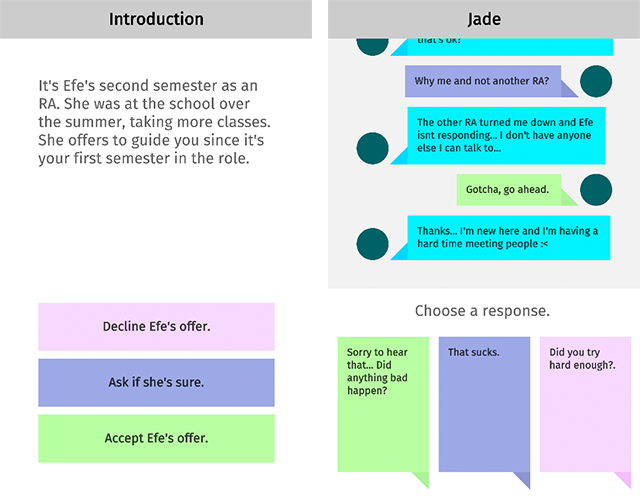 Introduction
It's Efe's second semester as an
RA. She was at the school over
the summer, taking more classes.
She offers to guide you since it's
your first semester in the role.
Decline Efe's offer.
Ask if she's sure.
Accept Efe's offer.
Jade
that's ok?
Why me and not another RA?
The other RA turned me down and Efe
isnt responding... I don't have anyone
else I can talk to...
Gotcha, go ahead.
Thanks... I'm new here and I'm having a
hard time meeting people :<
Choose a response.
Sorry to hear
that... Did
anything bad
happen?
That sucks.
Did you try
hard enough?.